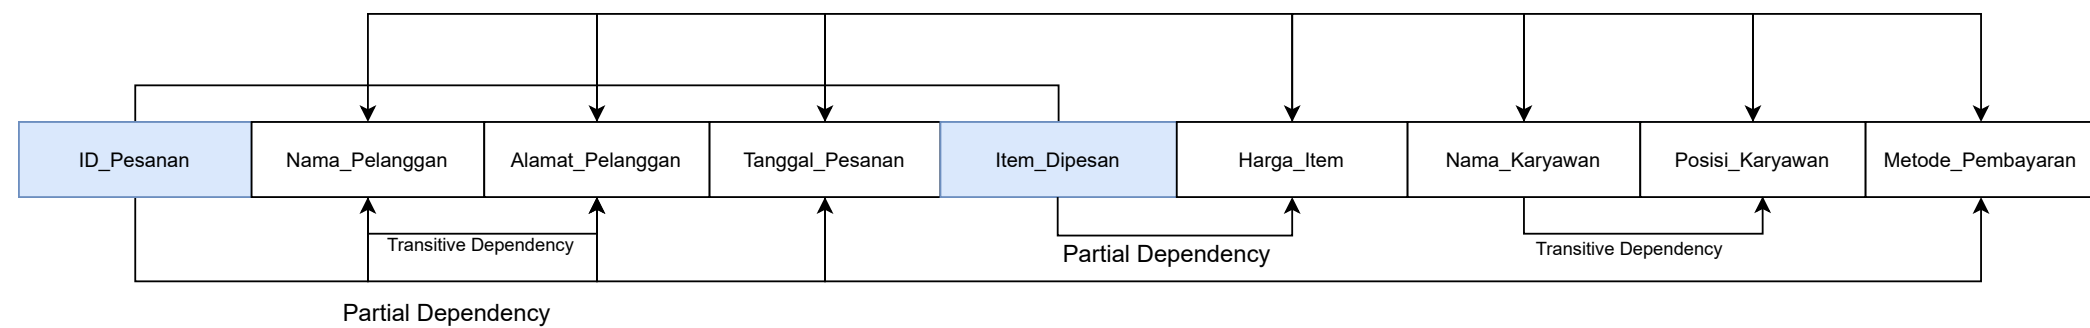 ID_Pesanan
Nama_Pelanggan
Alamat_Pelanggan
Tanggal_Pesanan
Item_Dipesan
Harga_Item
Nama_Karyawan
Posisi_Karyawan
Metode_Pembayaran
Transitive Dependency
Partial Dependency
Transitive Dependency
Partial Dependency